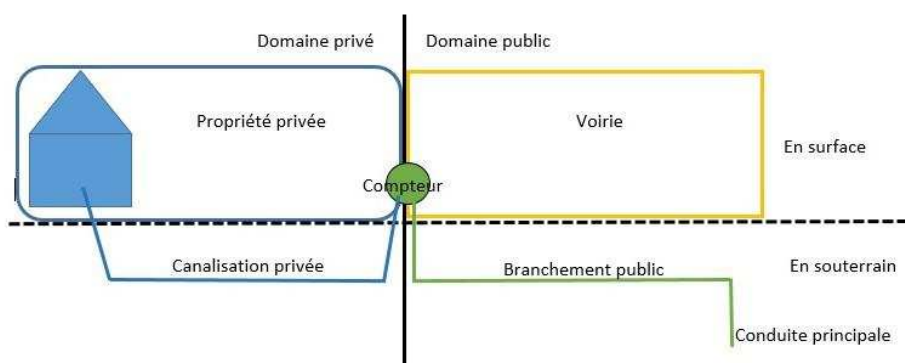 Domaine privé
Domaine public
Propriété privée
Voirie
En surface
Compteur
Canalisation privée
Branchement public
En souterrain
Conduite principale